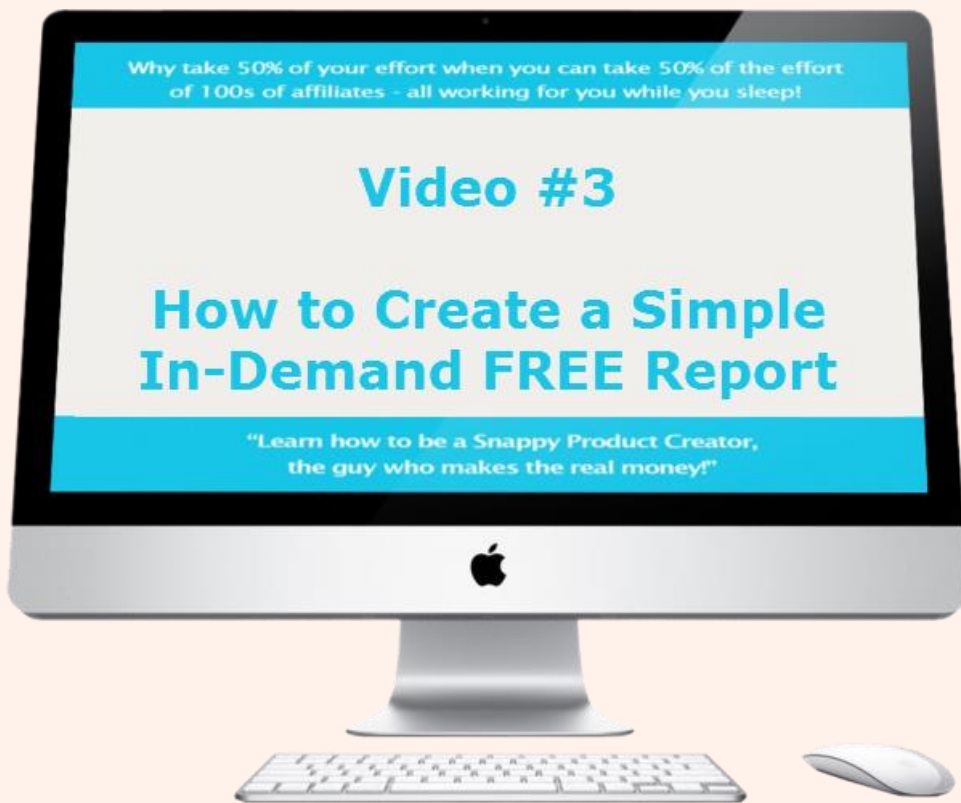 Why take 50% of your effort when you can take 50% of the effort
of 100s of affiliates - all working for you while you sleep!
Video #3
How to Create a Simple
In-Demand FREE Report
“Learn how to be a Snappy Product Creator,
the guy who makes the real money!”